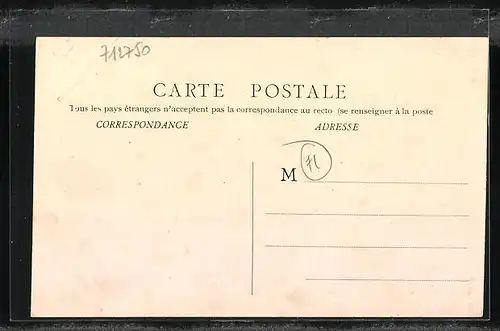 712750
CARTE POSTALE
Tous les pays étrangers n'acceptent pas la correspondance au recto (se renseigner à la poste
CORRESPONDANCE
ADRESSE
M